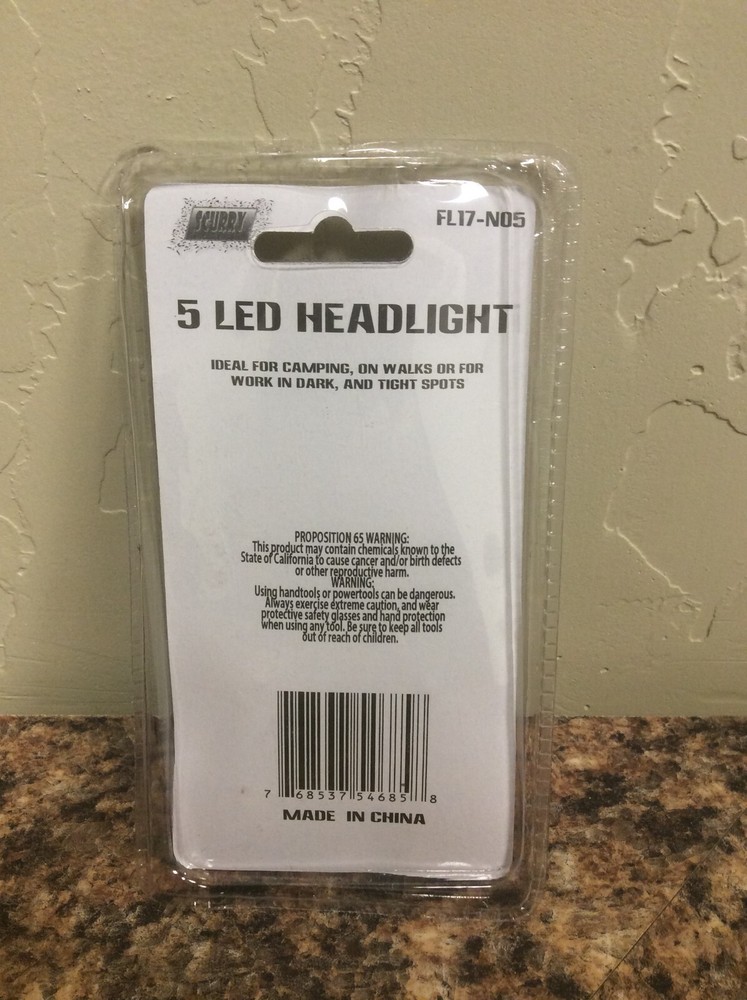 SCURRY
FL17-N05
5 LED HEADLIGHT
IDEAL FOR CAMPING, ON WALKS OR FOR
WORK IN DARK, AND TIGHT SPOTS
PROPOSITION 65 WARNING:
This product may contain chemicals known to the
State of California to cause cancer and/or birth defects
or other reproductive harm.
WARNING:
Using handtools or powertools can be dangerous.
Always exercise extreme caution, and wear
protective safety glasses and hand protection
when using any tool. Be sure to keep all tools
out of reach of children.
7 68537 54685 8
MADE IN CHINA